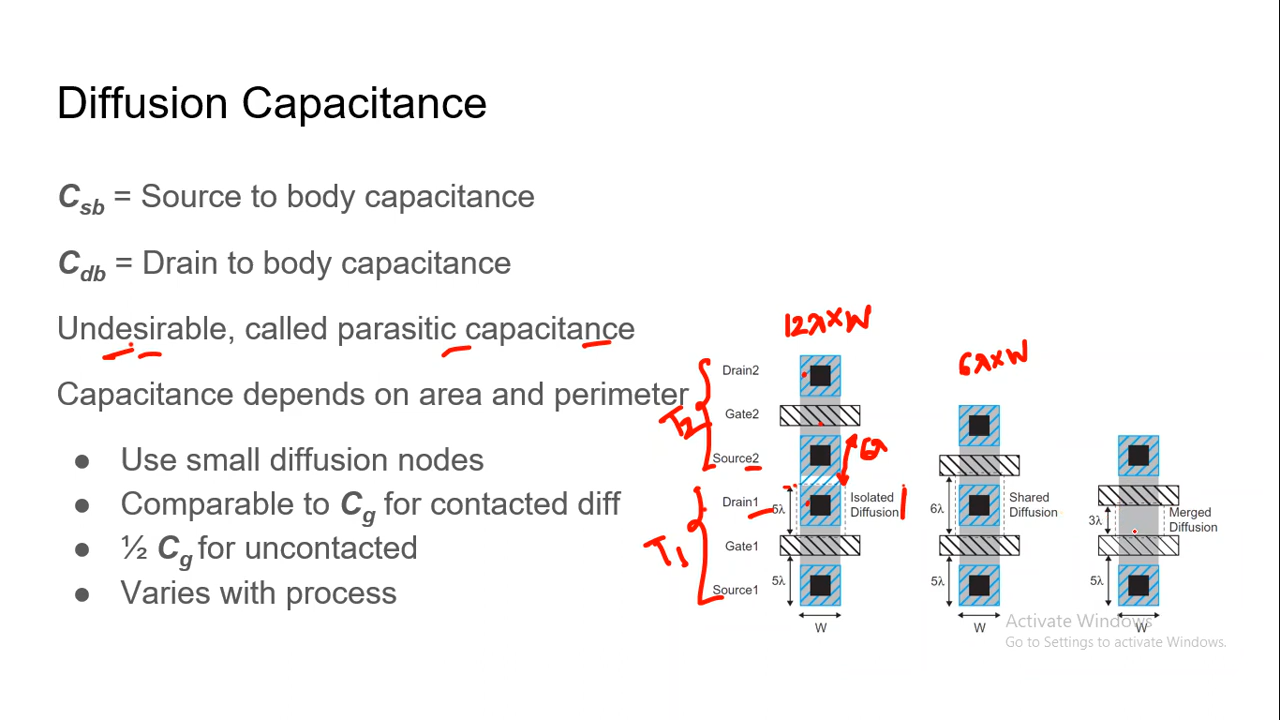 Diffusion Capacitance
Csb = Source to body capacitance
Cdb = Drain to body capacitance
Undesirable, called parasitic capacitance
Capacitance depends on area and perimeter
● Use small diffusion nodes
● Comparable to Cg for contacted diff
● ½ Cg for uncontacted
● Varies with process
12λ×W
Drain2
Gate2
T2
Source2
6λ
Drain1
Isolated
Diffusion
T1
Gate1
5λ
Source1
W
6λ×W
6λ
Shared
Diffusion
5λ
W
3λ
Merged
Diffusion
5λ
W
Activate Windows
Go to Settings to activate Windows.